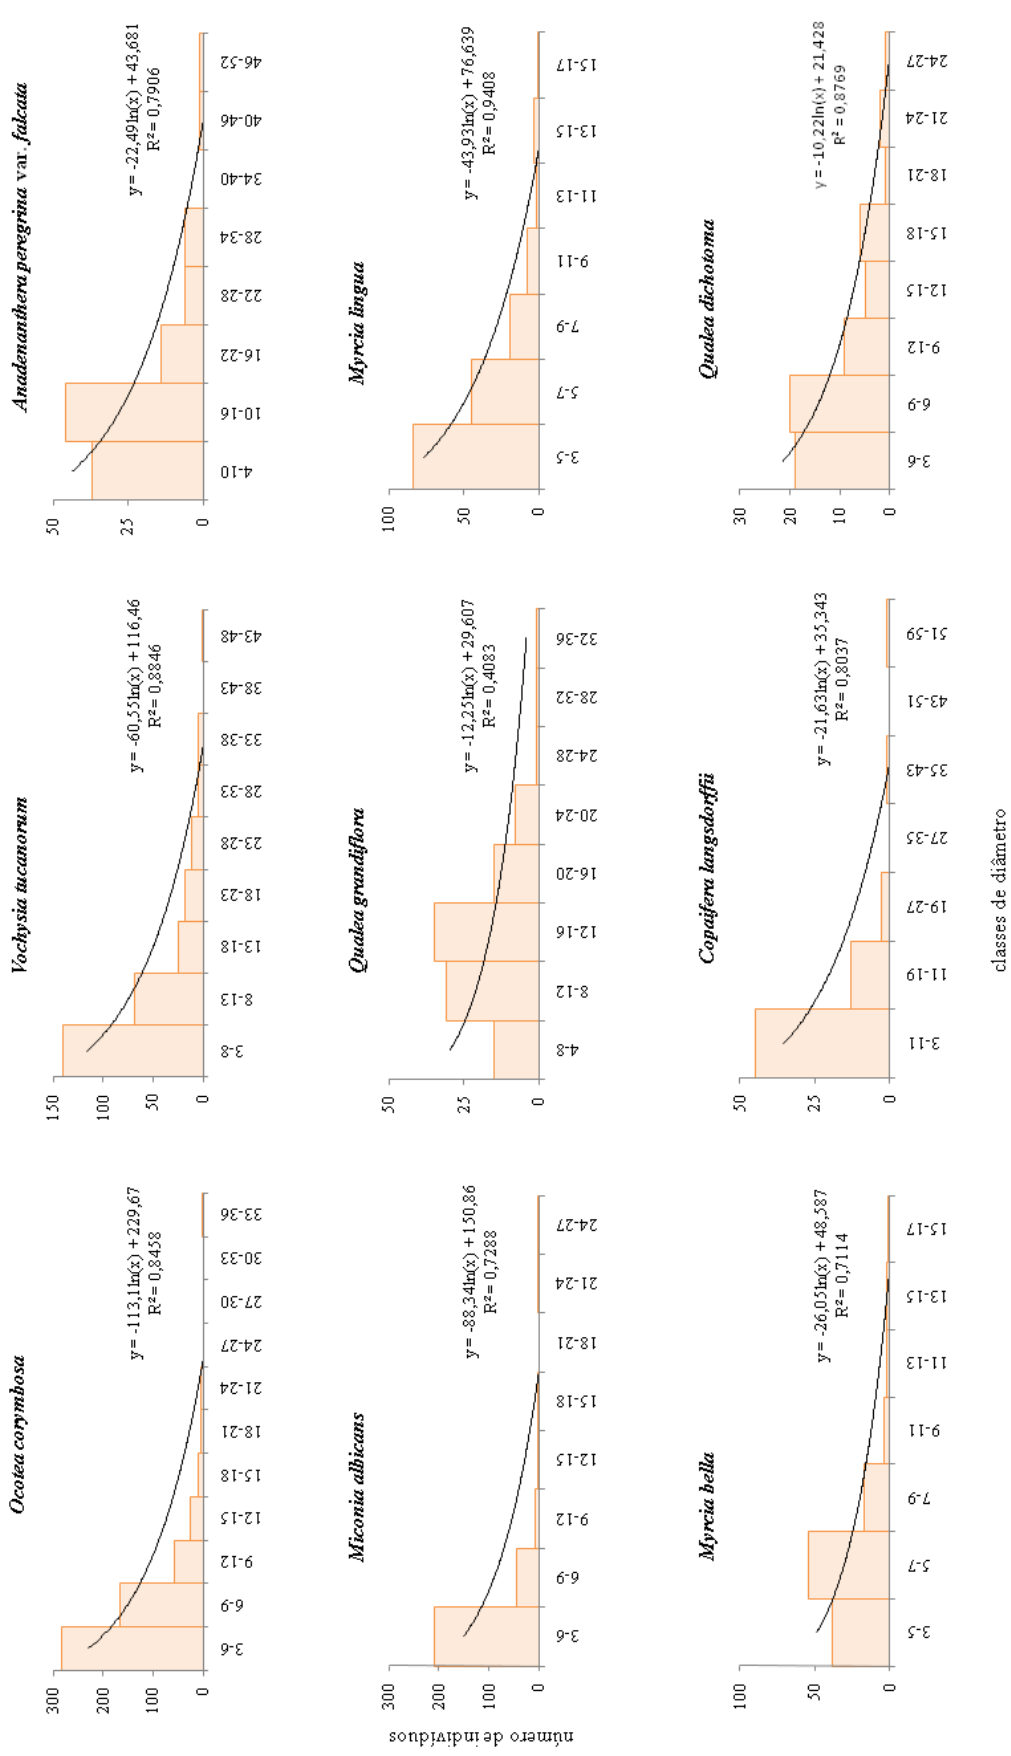 Ocotea corymbosa
300
200
100
0
y = -113,1ln(x) + 229,67
R² = 0,8458
3-6 6-9 9-12 12-15 15-18 18-21 21-24 24-27 27-30 30-33 33-36
Vochysia tucanorum
150
100
50
0
y = -60,55ln(x) + 116,46
R² = 0,8846
3-8 8-13 13-18 18-23 23-28 28-33 33-38 38-43 43-48
Anadenanthera peregrina var. falcata
50
25
0
y = -22,49ln(x) + 43,681
R² = 0,7906
4-10 10-16 16-22 22-28 28-34 34-40 40-46 46-52
número de indivíduos
Miconia albicans
300
200
100
0
y = -88,34ln(x) + 150,86
R² = 0,7288
3-6 6-9 9-12 12-15 15-18 18-21 21-24 24-27
Qualea grandiflora
50
25
0
y = -12,25ln(x) + 29,607
R² = 0,4083
4-8 8-12 12-16 16-20 20-24 24-28 28-32 32-36
Myrcia lingua
100
50
0
y = -43,93ln(x) + 76,639
R² = 0,9408
3-5 5-7 7-9 9-11 11-13 13-15 15-17
Myrcia bella
100
50
0
y = -26,05ln(x) + 48,587
R² = 0,7114
3-5 5-7 7-9 9-11 11-13 13-15 15-17
Copaifera langsdorffii
50
25
0
y = -21,63ln(x) + 35,343
R² = 0,8037
3-11 11-19 19-27 27-35 35-43 43-51 51-59
Qualea dichotoma
30
20
10
0
y = -10,22ln(x) + 21,428
R² = 0,8769
3-6 6-9 9-12 12-15 15-18 18-21 21-24 24-27
classes de diâmetro